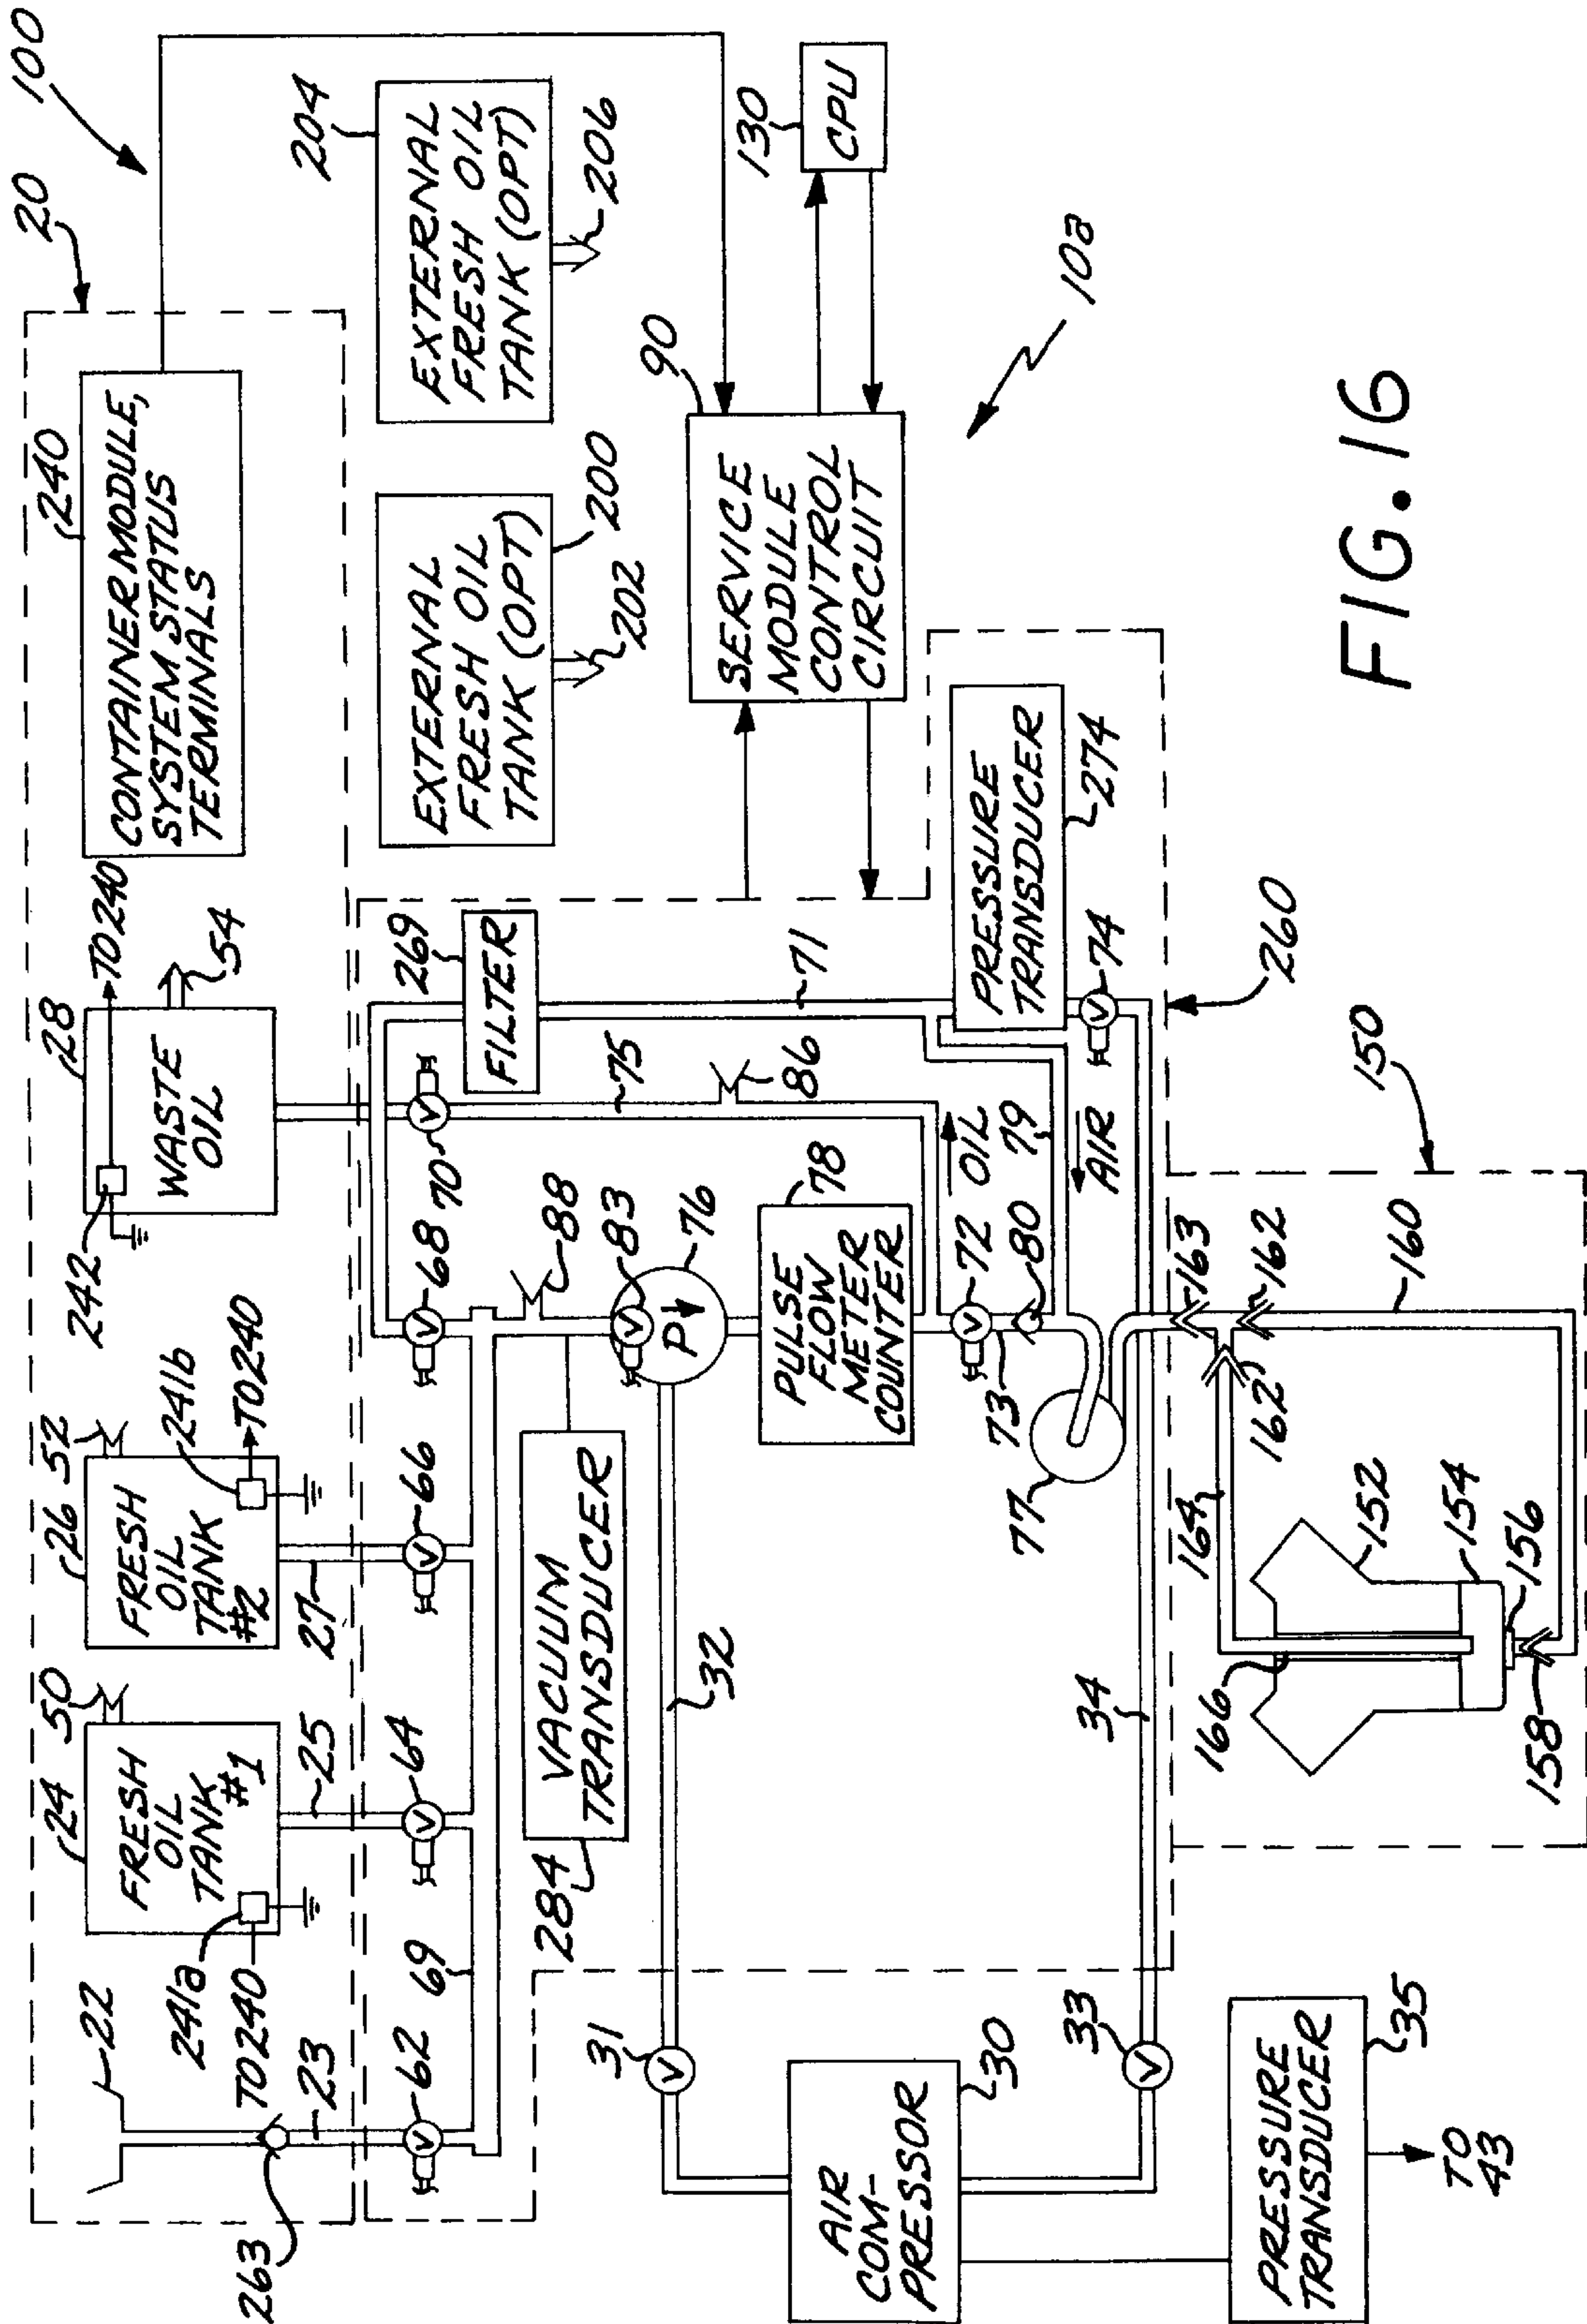 100
20
240
CONTAINER MODULE,
SYSTEM STATUS
TERMINALS
204
EXTERNAL
FRESH OIL
TANK (OPT)
206
EXTERNAL
FRESH OIL
TANK (OPT)
200
202
130
CPU
90
SERVICE
MODULE
CONTROL
CIRCUIT
102
22
241a
TO 240
23
263
24
50
FRESH
OIL
TANK
#1
25
26
52
FRESH
OIL
TANK
#2
241b
TO 240
27
28
TO 240
WASTE
OIL
54
242
62
V
69
64
V
66
V
68
V
70
V
269
FILTER
71
75
86
88
83
V
P
76
284
VACUUM
TRANSDUCER
32
78
PULSE
FLOW
METER
COUNTER
OIL
79
AIR
72
V
80
73
77
PRESSURE
TRANSDUCER
274
74
V
260
31
V
30
AIR
COM-
PRESSOR
33
V
34
35
PRESSURE
TRANSDUCER
TO
43
150
163
162
162
160
164
152
154
156
166
158
FIG. 16